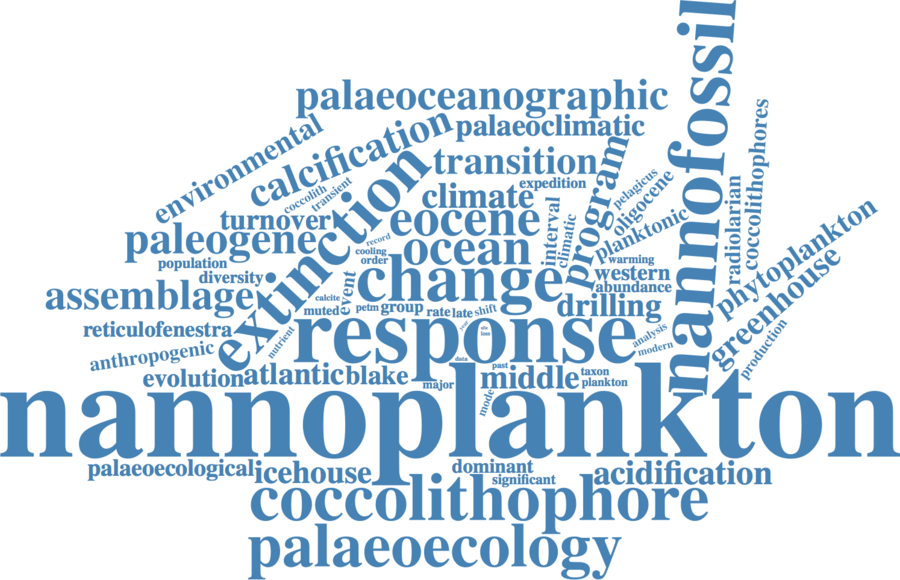 nannofossil
palaeoceanographic
environmental
calcification
palaeoclimatic
coccolithophores
coccolith
transient
extinction
transition
program
expedition
climate
pelagicus
oligocene
radiolarian
turnover
eocene
interval
climatic
planktonic
phytoplankton
paleogene
record
cooling
order
ocean
warming
population
diversity
change
western
abundance
greenhouse
assemblage
event
calcite
muted
petm
group
rate
late
shift
drilling
reticulofenestra
nutrient
response
year
site
loss
analysis
modern
production
anthropogenic
data
past
evolution
atlantic
blake
major
middle
taxon
plankton
mode
nannoplankton
palaeoecological
icehouse
dominant
significant
acidification
coccolithophore
palaeoecology